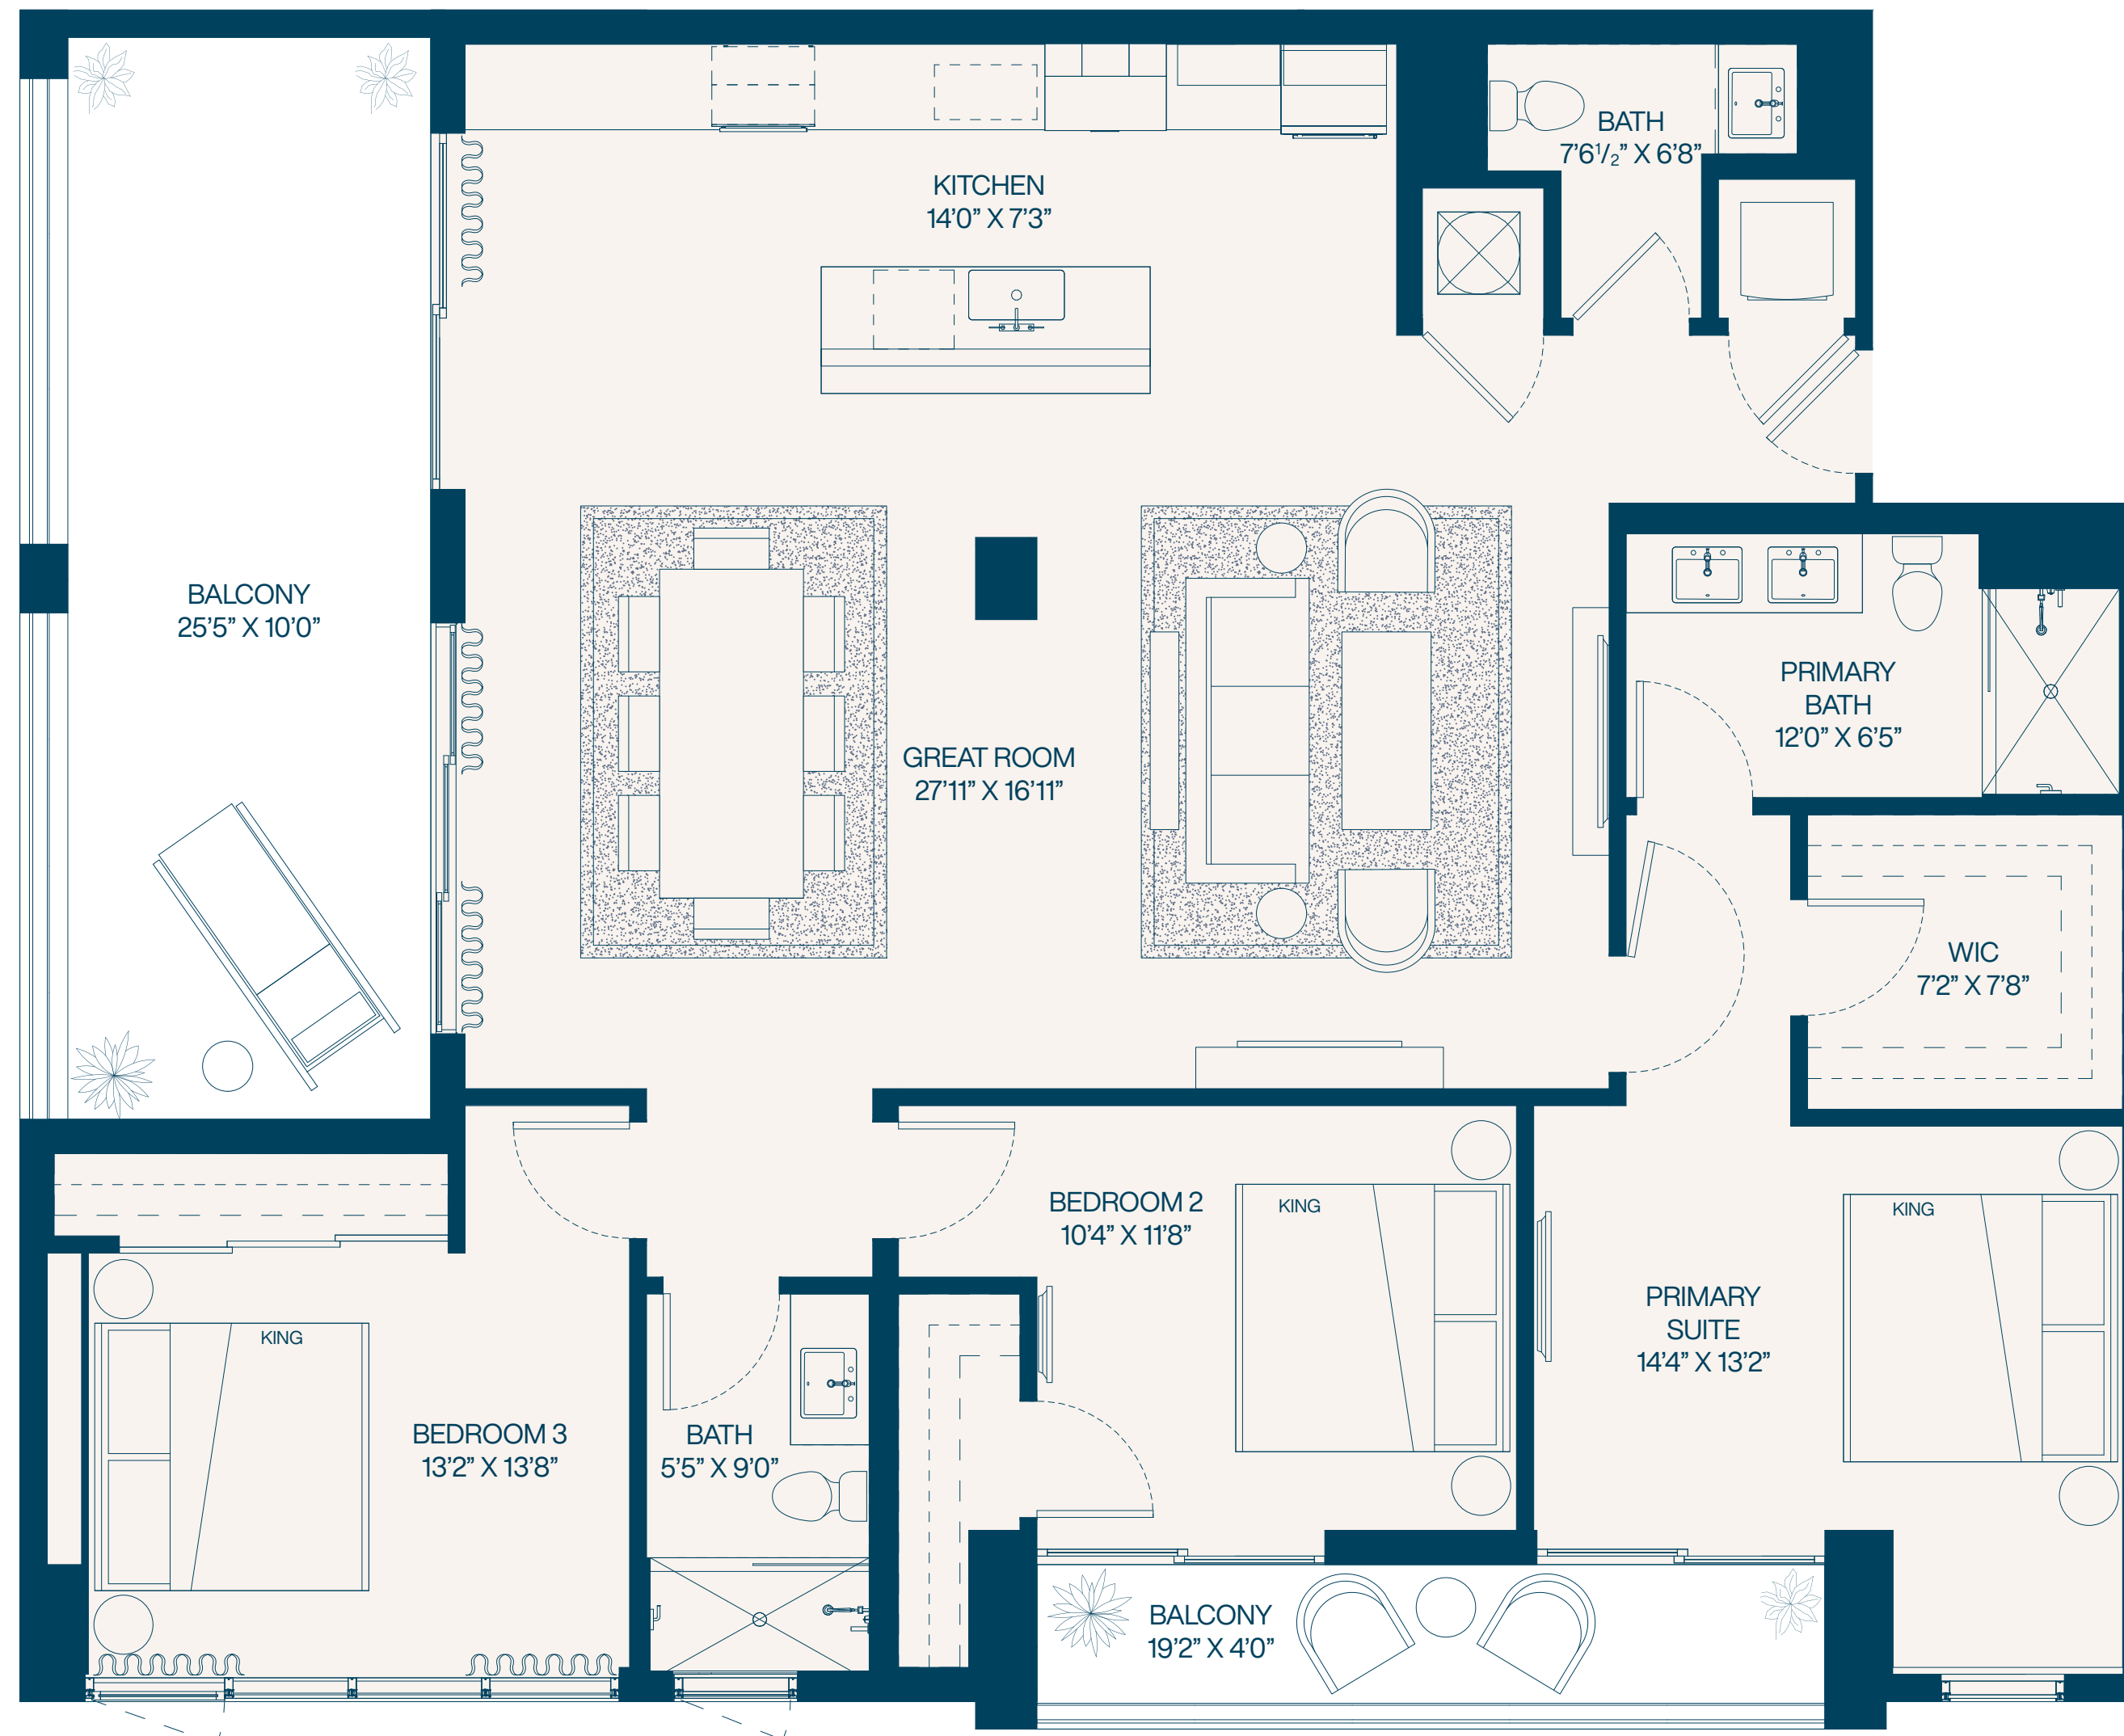 BATH
7’6¹/₂” X 6’8”
KITCHEN
14’0” X 7’3”
BALCONY
25’5” X 10’0”
PRIMARY
BATH
12’0” X 6’5”
GREAT ROOM
27’11” X 16’11”
WIC
7’2” X 7’8”
BEDROOM 2
10’4” X 11’8”
KING
KING
PRIMARY
SUITE
14’4” X 13’2”
KING
BEDROOM 3
13’2” X 13’8”
BATH
5’5” X 9’0”
BALCONY
19’2” X 4’0”